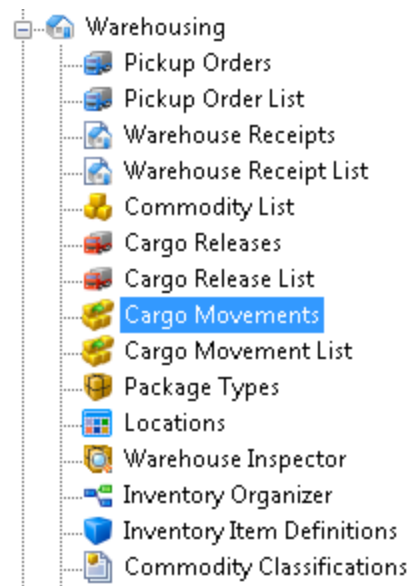 Warehousing
Pickup Orders
Pickup Order List
Warehouse Receipts
Warehouse Receipt List
Commodity List
Cargo Releases
Cargo Release List
Cargo Movements
Cargo Movement List
Package Types
Locations
Warehouse Inspector
Inventory Organizer
Inventory Item Definitions
Commodity Classifications